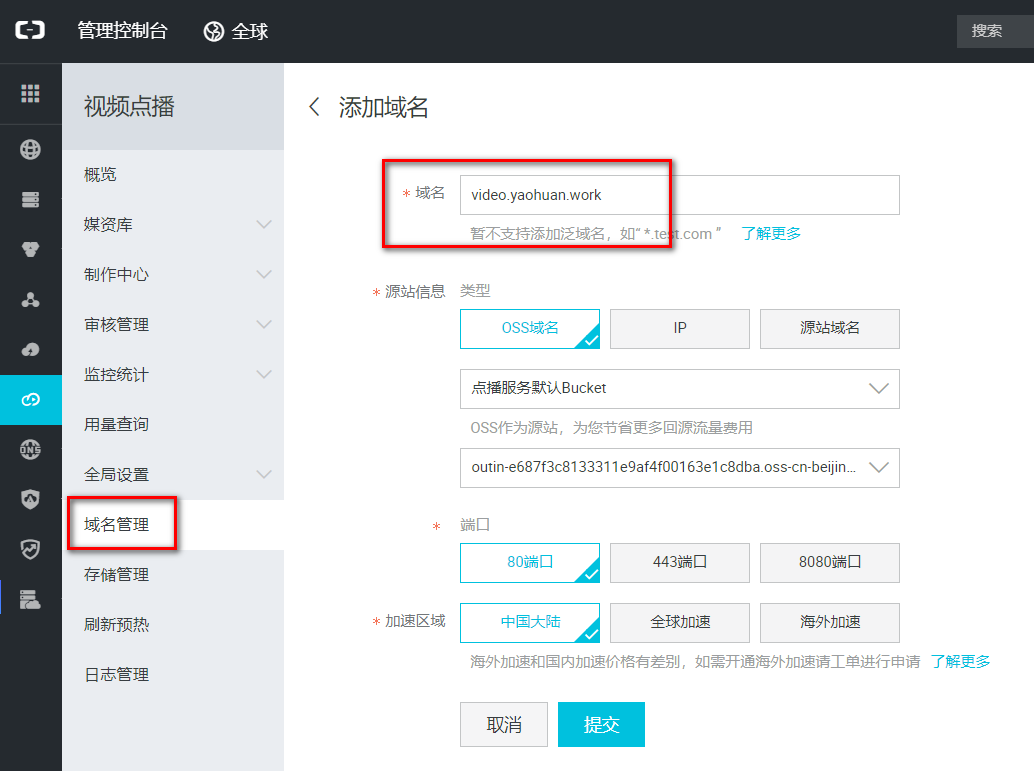 管理控制台 全球 搜索
视频点播
概览
媒资库
制作中心
审核管理
监控统计
用量查询
全局设置
域名管理
存储管理
刷新预热
日志管理
DNS
添加域名
* 域名 video.yaohuan.work
暂不支持添加泛域名，如“ *.test.com ” 了解更多
* 源站信息 类型
OSS域名 IP 源站域名
点播服务默认Bucket
OSS作为源站，为您节省更多回源流量费用
outin-e687f3c8133311e9af4f00163e1c8dba.oss-cn-beijin...
* 端口
80端口 443端口 8080端口
* 加速区域 中国大陆 全球加速 海外加速
海外加速和国内加速价格有差别，如需开通海外加速请工单进行申请 了解更多
取消 提交